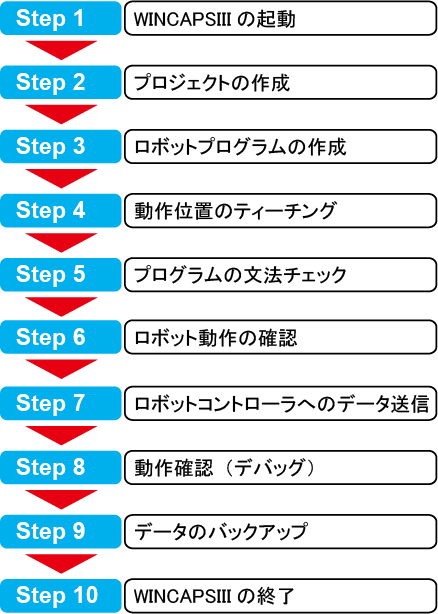 Step 1 WINCAPSIII の起動
Step 2 プロジェクトの作成
Step 3 ロボットプログラムの作成
Step 4 動作位置のティーチング
Step 5 プログラムの文法チェック
Step 6 ロボット動作の確認
Step 7 ロボットコントローラへのデータ送信
Step 8 動作確認（デバッグ）
Step 9 データのバックアップ
Step 10 WINCAPSIII の終了